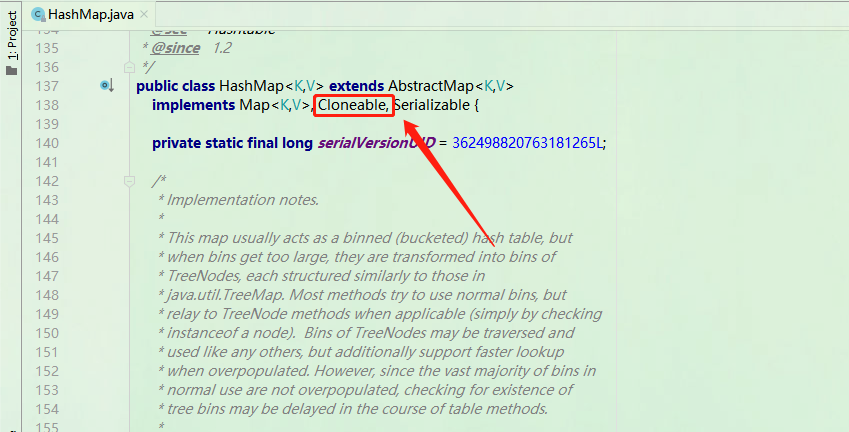 1: Project
HashMap.java
134 * @see Hashtable
135 * @since 1.2
136 */
137 public class HashMap<K,V> extends AbstractMap<K,V>
138 implements Map<K,V>, Cloneable, Serializable {
139
140 private static final long serialVersionUID = 362498820763181265L;
141
142 /*
143 * Implementation notes.
144 *
145 * This map usually acts as a binned (bucketed) hash table, but
146 * when bins get too large, they are transformed into bins of
147 * TreeNodes, each structured similarly to those in
148 * java.util.TreeMap. Most methods try to use normal bins, but
149 * relay to TreeNode methods when applicable (simply by checking
150 * instanceof a node). Bins of TreeNodes may be traversed and
151 * used like any others, but additionally support faster lookup
152 * when overpopulated. However, since the vast majority of bins in
153 * normal use are not overpopulated, checking for existence of
154 * tree bins may be delayed in the course of table methods.
155 *